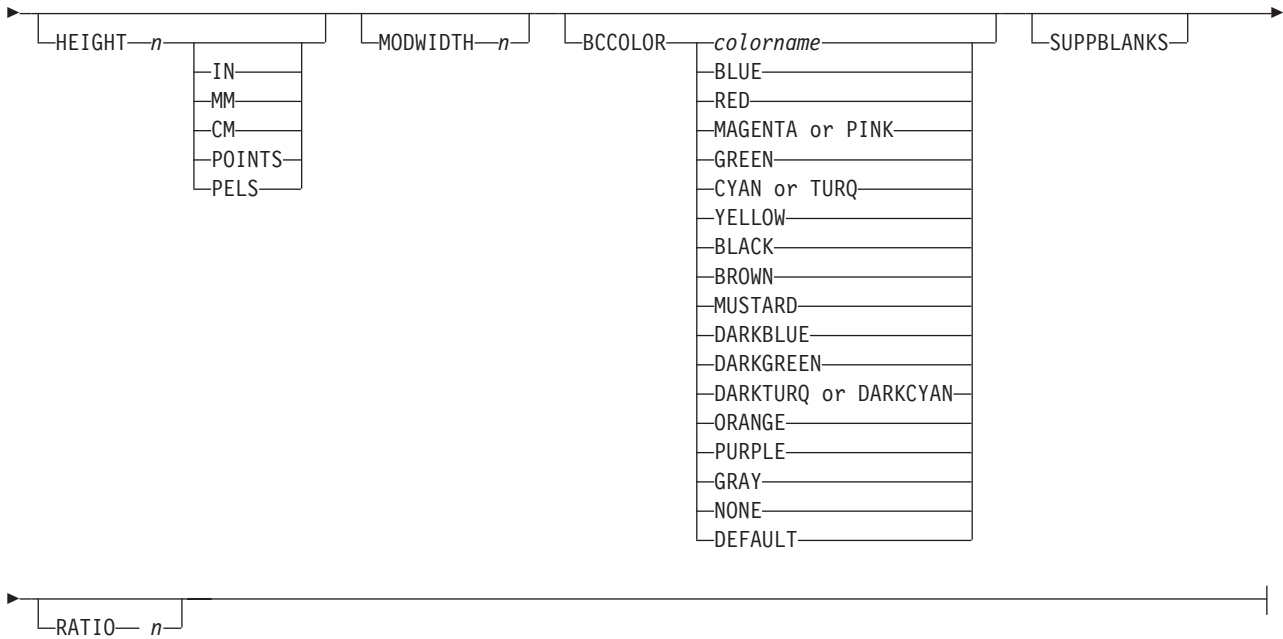 HEIGHT n MODWIDTH n BCCOLOR colorname SUPPBLANKS
IN BLUE
MM RED
CM MAGENTA or PINK
POINTS GREEN
PELS CYAN or TURQ
YELLOW
BLACK
BROWN
MUSTARD
DARKBLUE
DARKGREEN
DARKTURQ or DARKCYAN
ORANGE
PURPLE
GRAY
NONE
DEFAULT
RATIO n